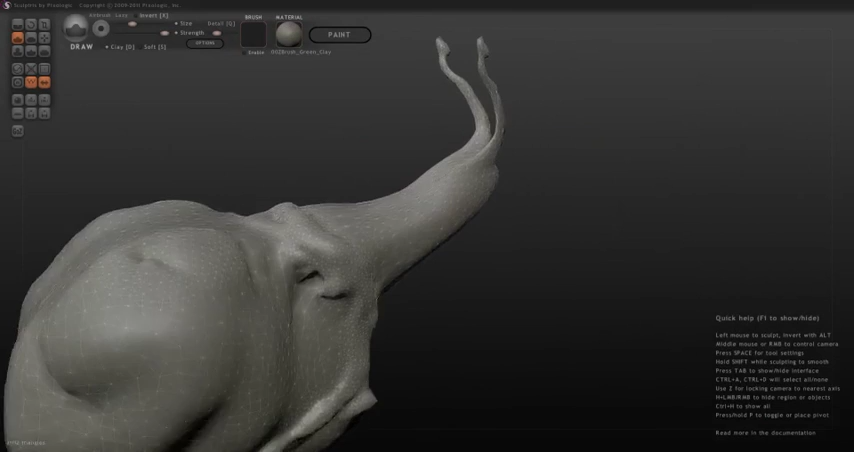 Sculptris by Pixologic Copyright (c) 2009-2011 Pixologic, Inc.
Airbrush Lazy Invert [X]
Size Detail [Q]
Strength
DRAW
Clay [D] Soft [S]
OPTIONS
BRUSH
Enable
MATERIAL
PAINT
Quick help (F1 to show/hide)
Left mouse to sculpt, invert with ALT
Middle mouse or RMB to control camera
Press SPACE for tool settings
Hold SHIFT while sculpting to smooth
Press TAB to show/hide interface
CTRL+A, CTRL+D will select all/none
Use Z for locking camera to nearest axis
H+LMB/RMB to hide region or objects
Ctrl+H to show all
Press/hold P to toggle or place pivot
Read more in the documentation
triangles